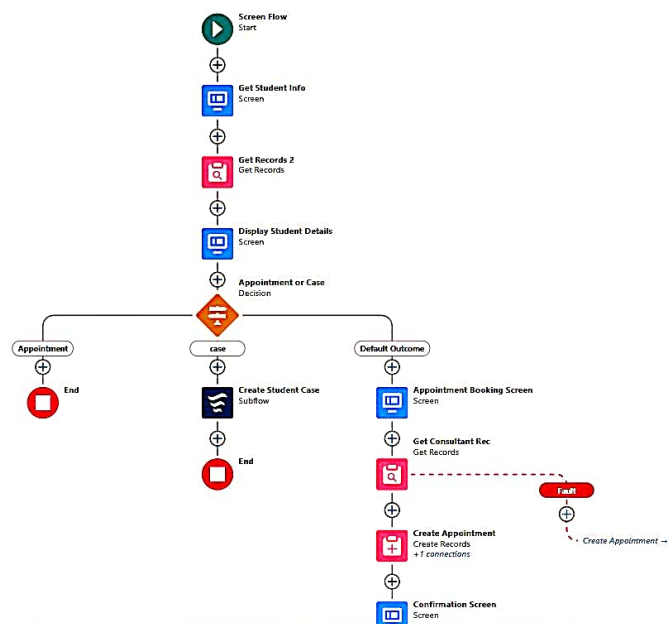 Screen Flow
Start
Get Student Info
Screen
Get Records 2
Get Records
Display Student Details
Screen
Appointment or Case
Decision
Appointment
case
Default Outcome
End
Create Student Case
Subflow
Appointment Booking Screen
Screen
Get Consultant Rec
Get Records
End
Fault
Create Appointment
Create Records
+1 connections
Create Appointment →
Confirmation Screen
Screen